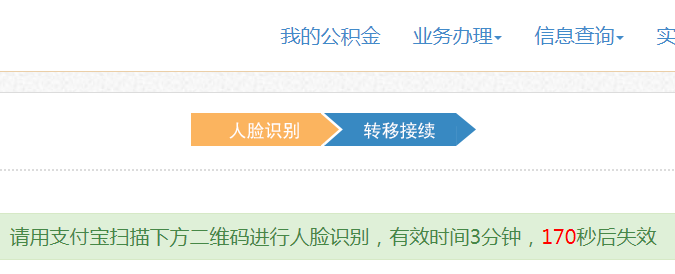 我的公积金 业务办理 信息查询 实
人脸识别 转移接续
请用支付宝扫描下方二维码进行人脸识别，有效时间3分钟，170秒后失效